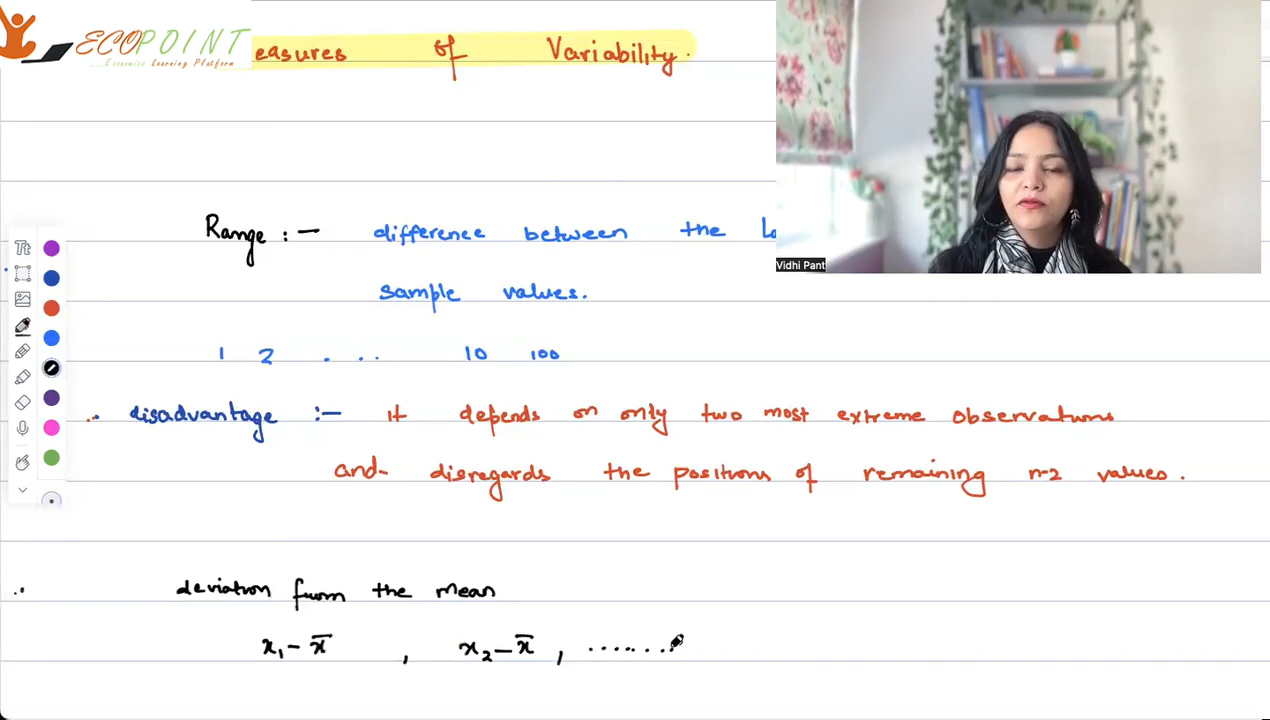 ECOPOINT
.....Economics Learning Platform
easures of Variability
Vidhi Pant
Range :- difference between the La
sample values.
1 2 . . . 10 100
disadvantage :- it depends on only two most extreme observations
and disregards the positions of remaining n-2 values.
Tt
deviation from the mean
x₁ - x̄ , x₂ - x̄ , ........